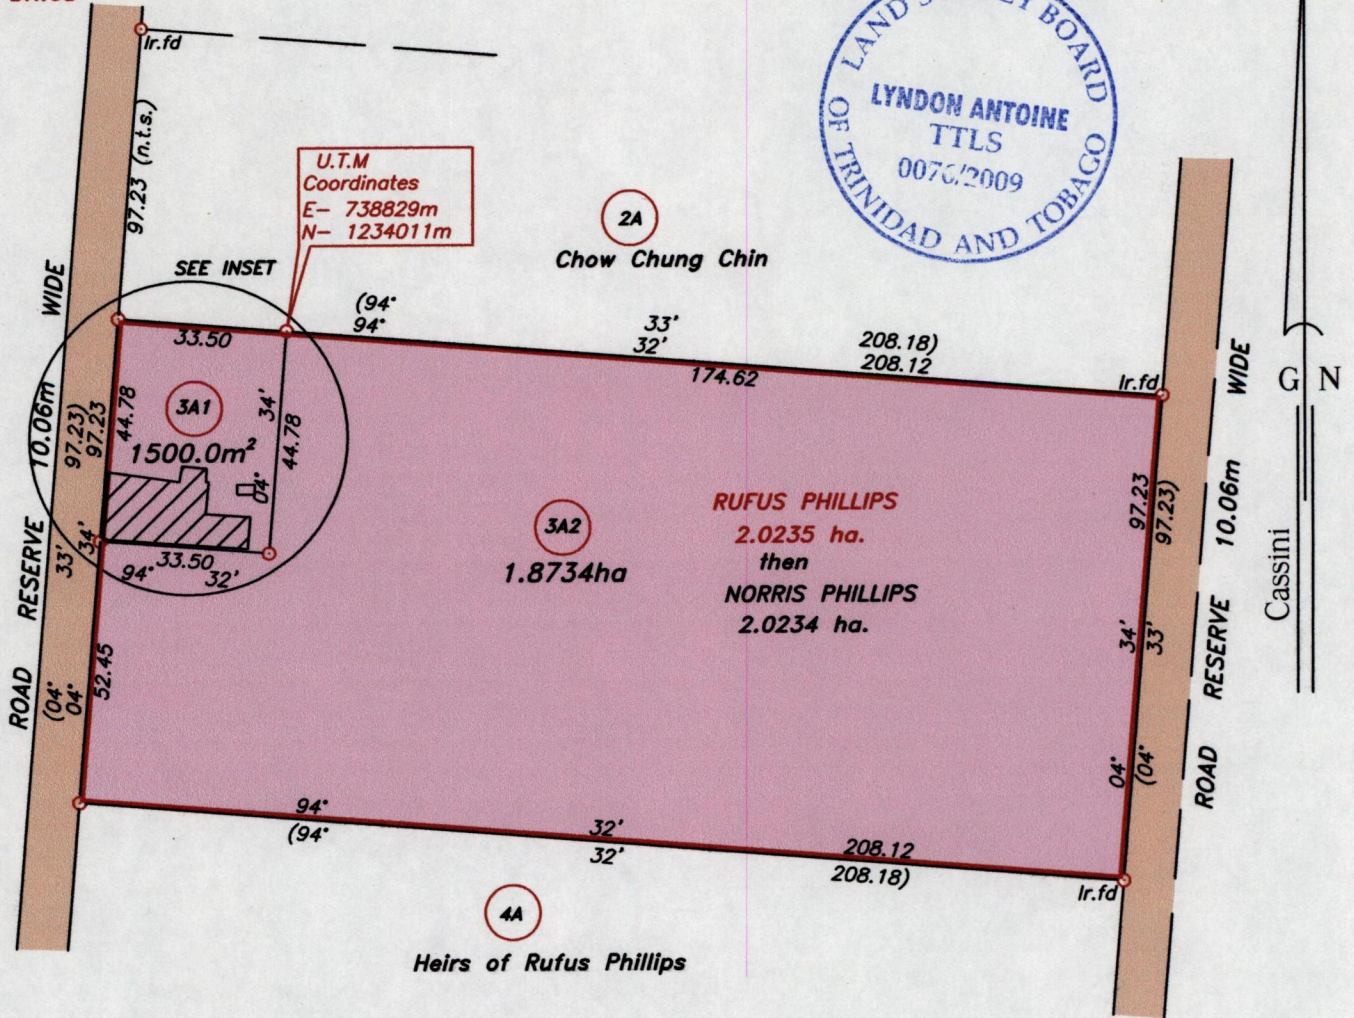 Ir.fd
97.23 (n.t.s.)
LAND SURVEY BOARD
OF TRINIDAD AND TOBAGO
LYNDON ANTOINE
TTLS
0076/2009
U.T.M
Coordinates
E- 738829m
N- 1234011m
2A
Chow Chung Chin
SEE INSET
(94° 33' 208.18)
94° 32' 208.12
33.50
174.62
Ir.fd
ROAD RESERVE 10.06m WIDE
(04° 33' 97.23)
04° 34' 97.23
44.78
52.45
3A1
1500.0m²
04° 34'
44.78
33.50
94° 32'
3A2
1.8734ha
RUFUS PHILLIPS
2.0235 ha.
then
NORRIS PHILLIPS
2.0234 ha.
04° 34' 97.23
(04° 33' 97.23)
ROAD RESERVE 10.06m WIDE
G N
Cassini
94° 32' 208.12
(94° 32' 208.18)
Ir.fd
4A
Heirs of Rufus Phillips